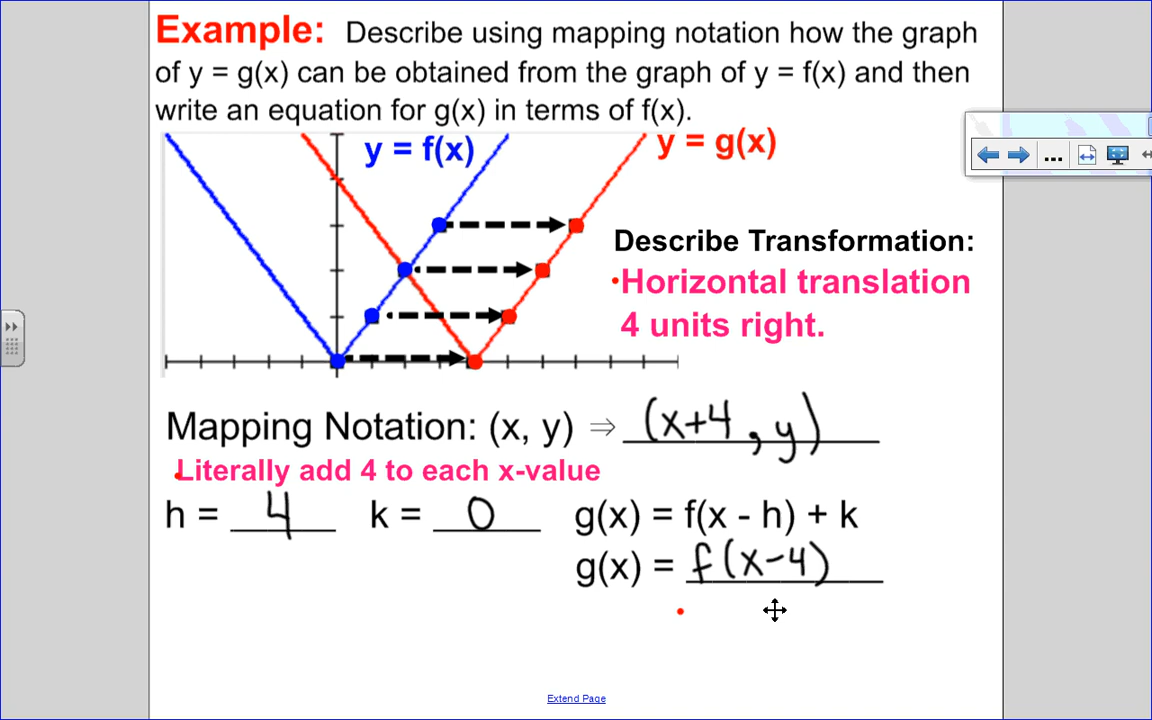 Example: Describe using mapping notation how the graph
of y = g(x) can be obtained from the graph of y = f(x) and then
write an equation for g(x) in terms of f(x).
y = f(x)
y = g(x)
...
Describe Transformation:
•Horizontal translation
4 units right.
Mapping Notation: (x, y) ⇒ (x+4, y)
•Literally add 4 to each x-value
h = 4 k = 0 g(x) = f(x - h) + k
g(x) = f(x-4)
Extend Page